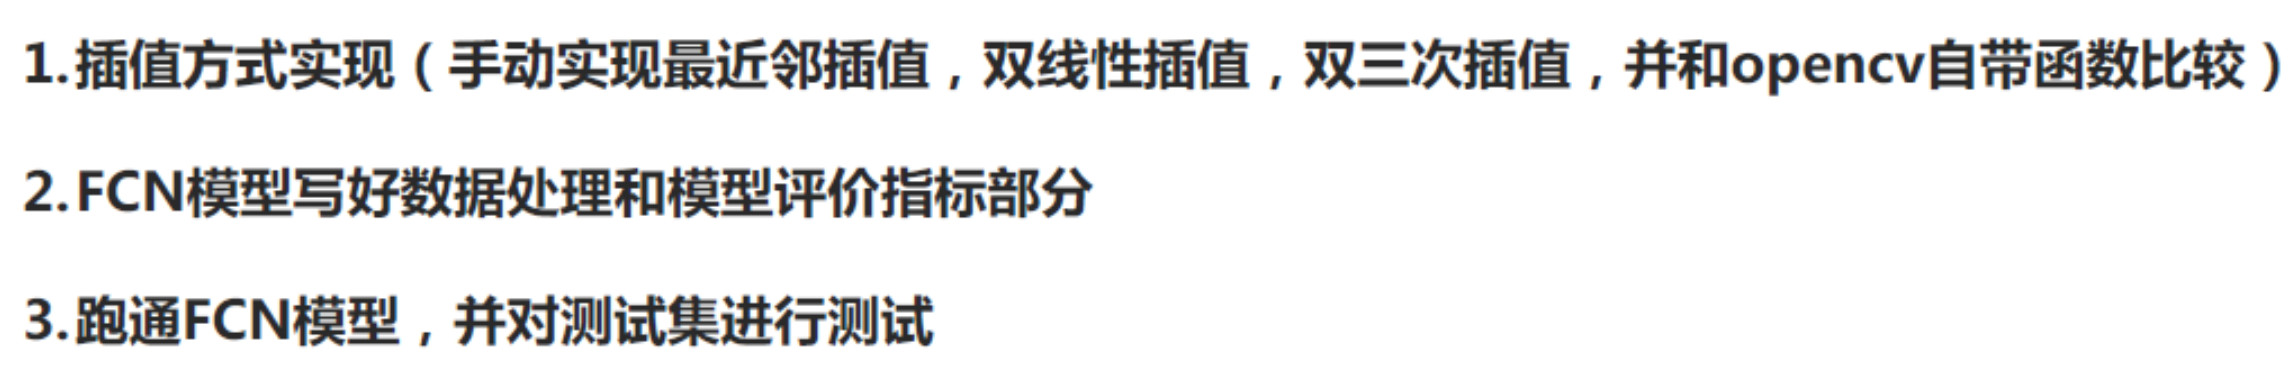 1.插值方式实现（手动实现最近邻插值，双线性插值，双三次插值，并和opencv自带函数比较）
2.FCN模型写好数据处理和模型评价指标部分
3.跑通FCN模型，并对测试集进行测试